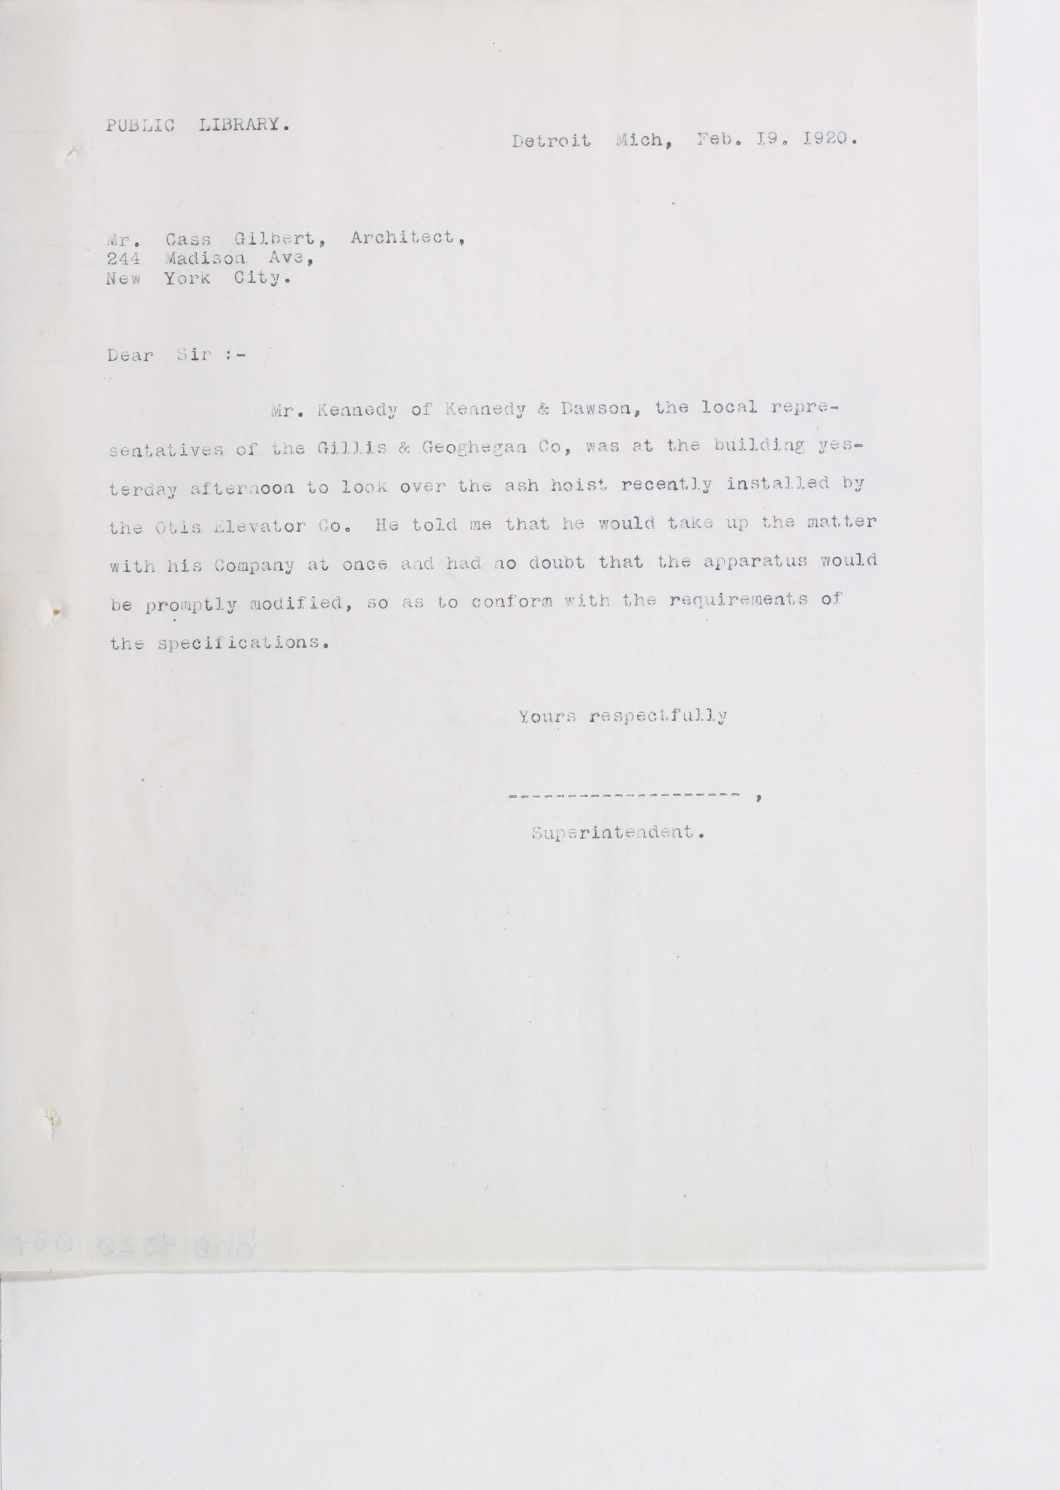 PUBLIC LIBRARY.
Detroit Mich, Feb. 19. 1920.
Mr. Cass Gilbert, Architect,
244 Madison Ave,
New York City.
Dear Sir :-
Mr. Kennedy of Kennedy & Dawson, the local repre-
sentatives of the Gillis & Geoghegan Co, was at the building yes-
terday afternoon to look over the ash hoist recently installed by
the Otis Elevator Co. He told me that he would take up the matter
with his Company at once and had no doubt that the apparatus would
be promptly modified, so as to conform with the requirements of
the specifications.
Yours respectfully
-------------------- ,
Superintendent.